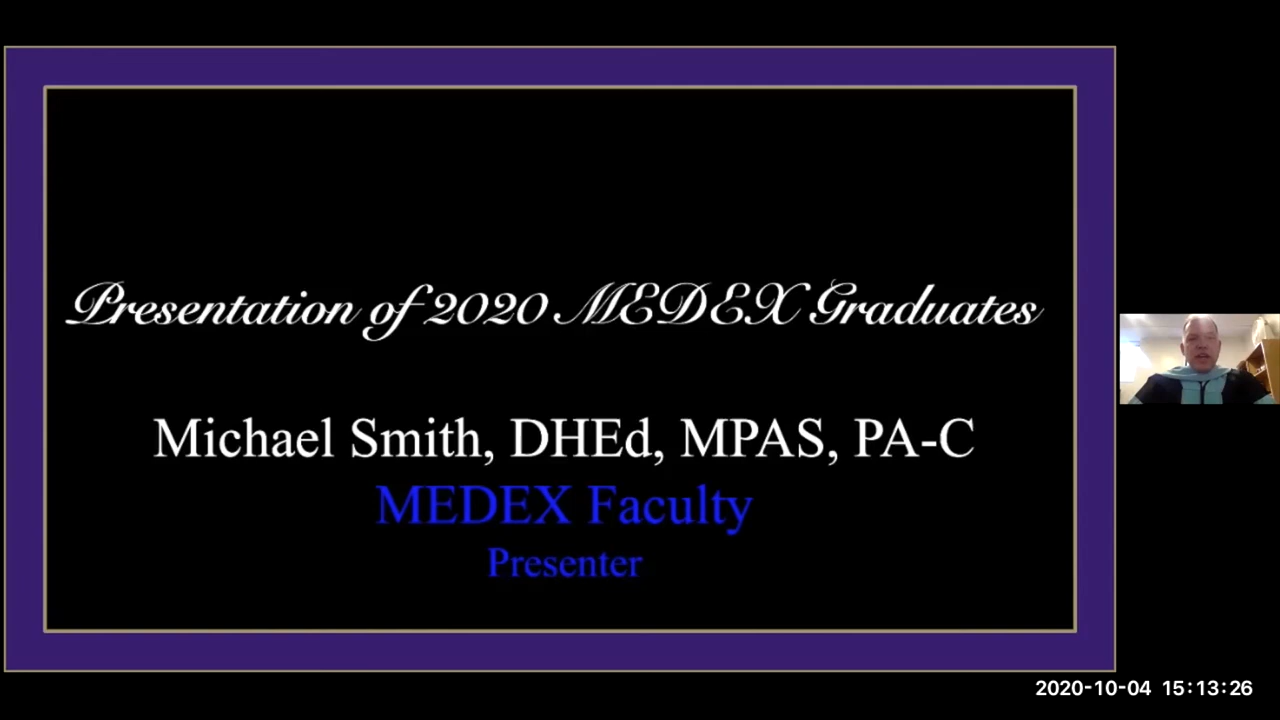 Presentation of 2020 MEDEX Graduates
Michael Smith, DHEd, MPAS, PA-C
MEDEX Faculty
Presenter
2020-10-04 15:13:26